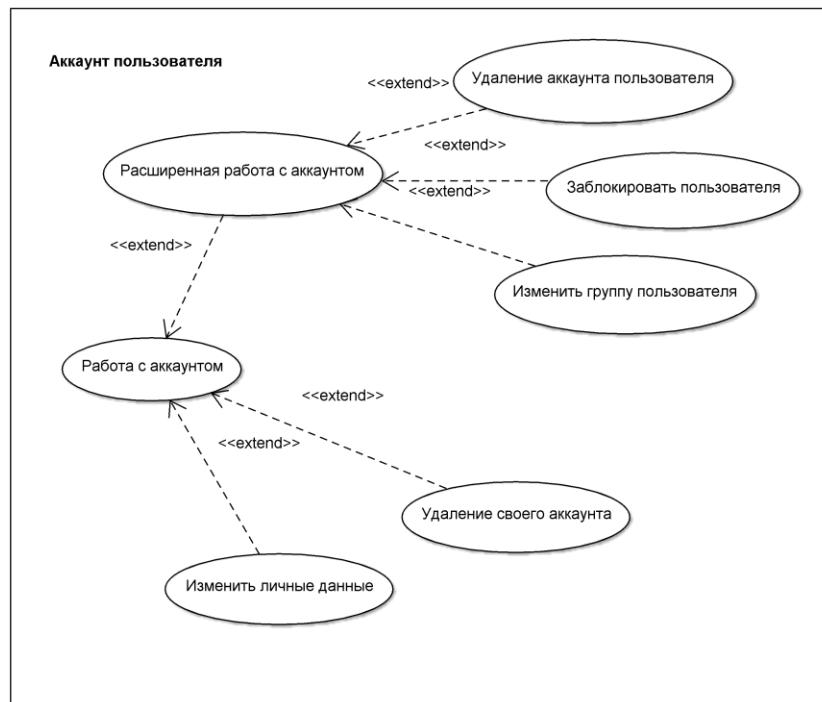 Аккаунт пользователя
<<extend>>
Удаление аккаунта пользователя
<<extend>>
Расширенная работа с аккаунтом
<<extend>>
Заблокировать пользователя
<<extend>>
Изменить группу пользователя
Работа с аккаунтом
<<extend>>
<<extend>>
Удаление своего аккаунта
Изменить личные данные